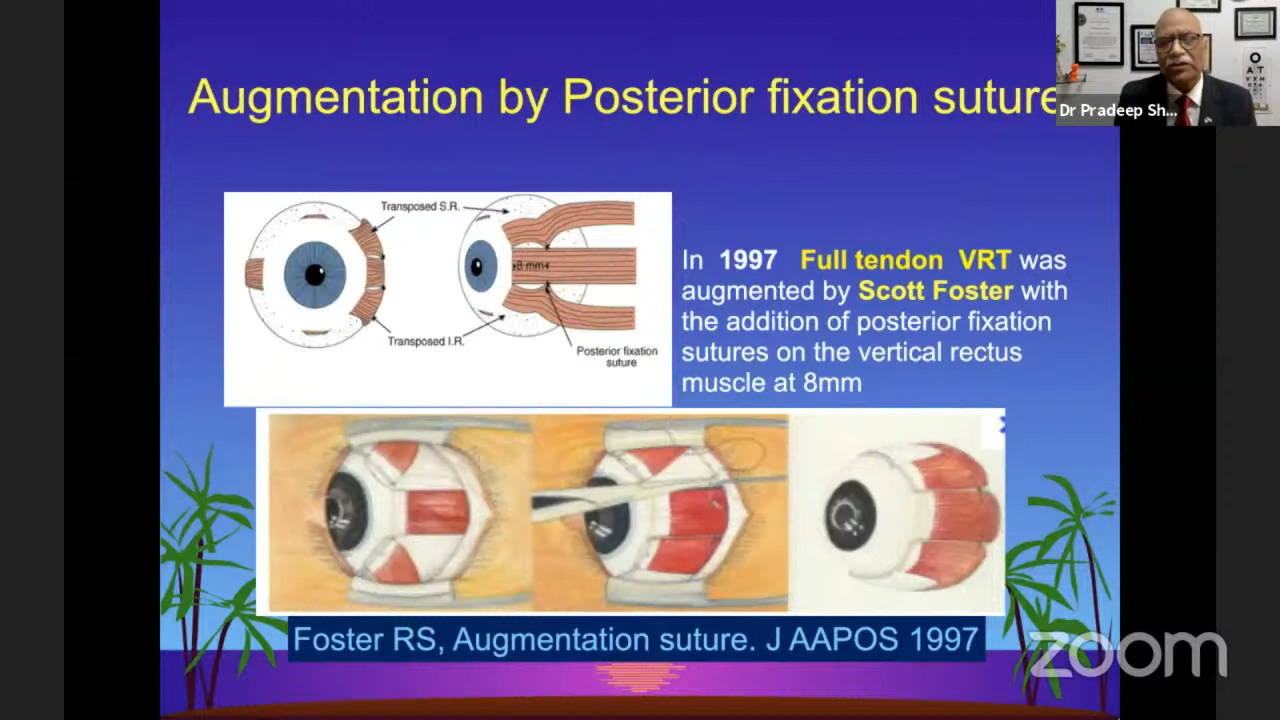 Augmentation by Posterior fixation suture
Dr Pradeep Sh...
O
A T
Transposed S.R.
8 mm
Transposed I.R.
Posterior fixation
suture
In 1997 Full tendon VRT was
augmented by Scott Foster with
the addition of posterior fixation
sutures on the vertical rectus
muscle at 8mm
Foster RS, Augmentation suture. J AAPOS 1997
zoom